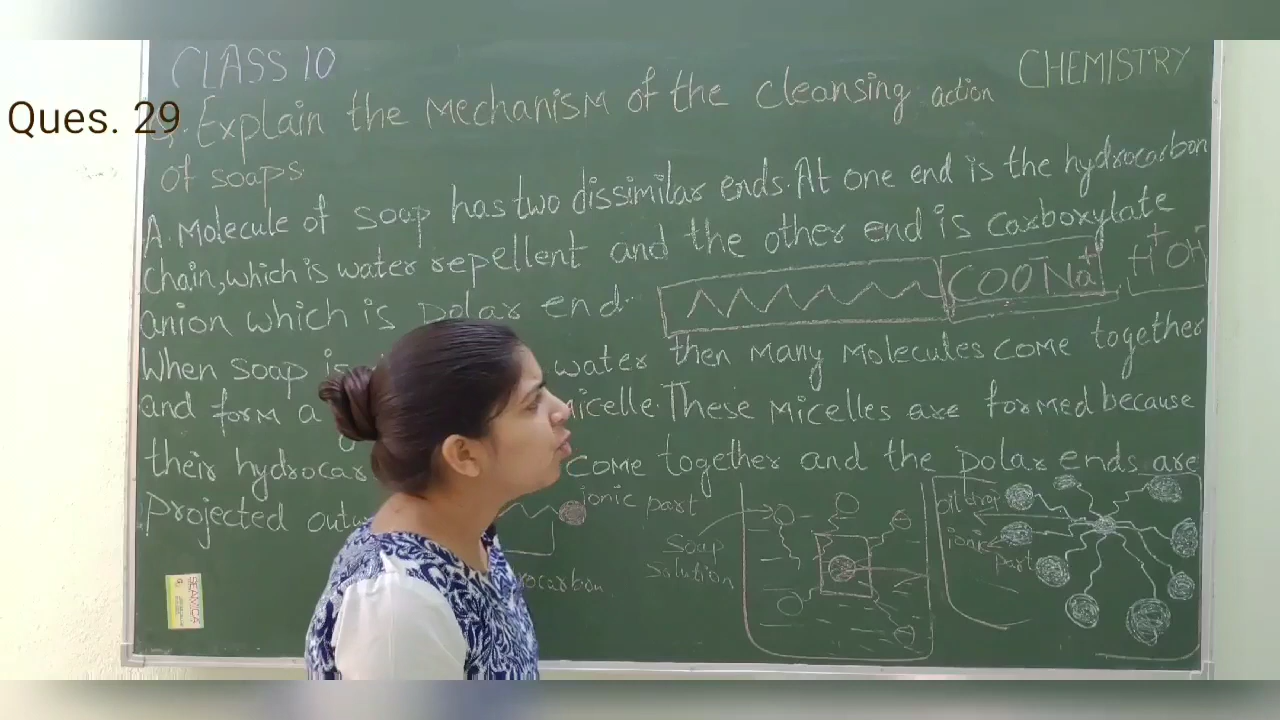 CLASS 10
CHEMISTRY
Ques. 29
Q. Explain the mechanism of the cleansing action
of soaps.
A. Molecule of soap has two dissimilar ends. At one end is the hydrocarbon
chain, which is water repellent and the other end is carboxylate
anion which is polar end.
COO⁻Na⁺
H⁺OH⁻
When soap is water then many molecules come together
and form a micelle. These micelles are formed because
their hydrocar come together and the polar ends are
projected outw
ionic part
ocarbon
Soap
solution
oil drop
ionic
part